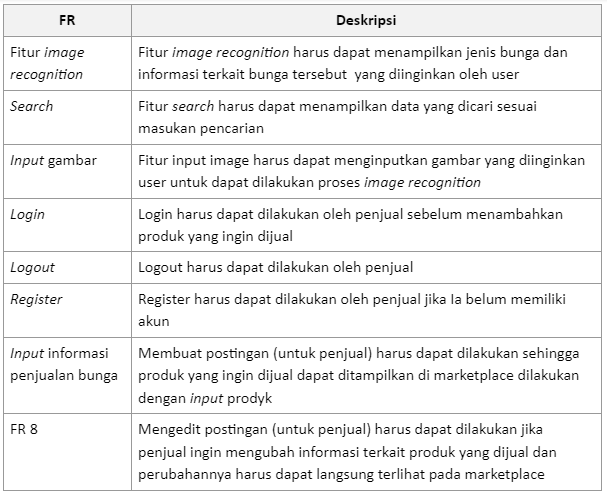 FR
Deskripsi
Fitur image
recognition
Fitur image recognition harus dapat menampilkan jenis bunga dan
informasi terkait bunga tersebut yang diinginkan oleh user
Search
Fitur search harus dapat menampilkan data yang dicari sesuai
masukan pencarian
Input gambar
Fitur input image harus dapat menginputkan gambar yang diinginkan
user untuk dapat dilakukan proses image recognition
Login
Login harus dapat dilakukan oleh penjual sebelum menambahkan
produk yang ingin dijual
Logout
Logout harus dapat dilakukan oleh penjual
Register
Register harus dapat dilakukan oleh penjual jika Ia belum memiliki
akun
Input informasi
penjualan bunga
Membuat postingan (untuk penjual) harus dapat dilakukan sehingga
produk yang ingin dijual dapat ditampilkan di marketplace dilakukan
dengan input prodyk
FR 8
Mengedit postingan (untuk penjual) harus dapat dilakukan jika
penjual ingin mengubah informasi terkait produk yang dijual dan
perubahannya harus dapat langsung terlihat pada marketplace